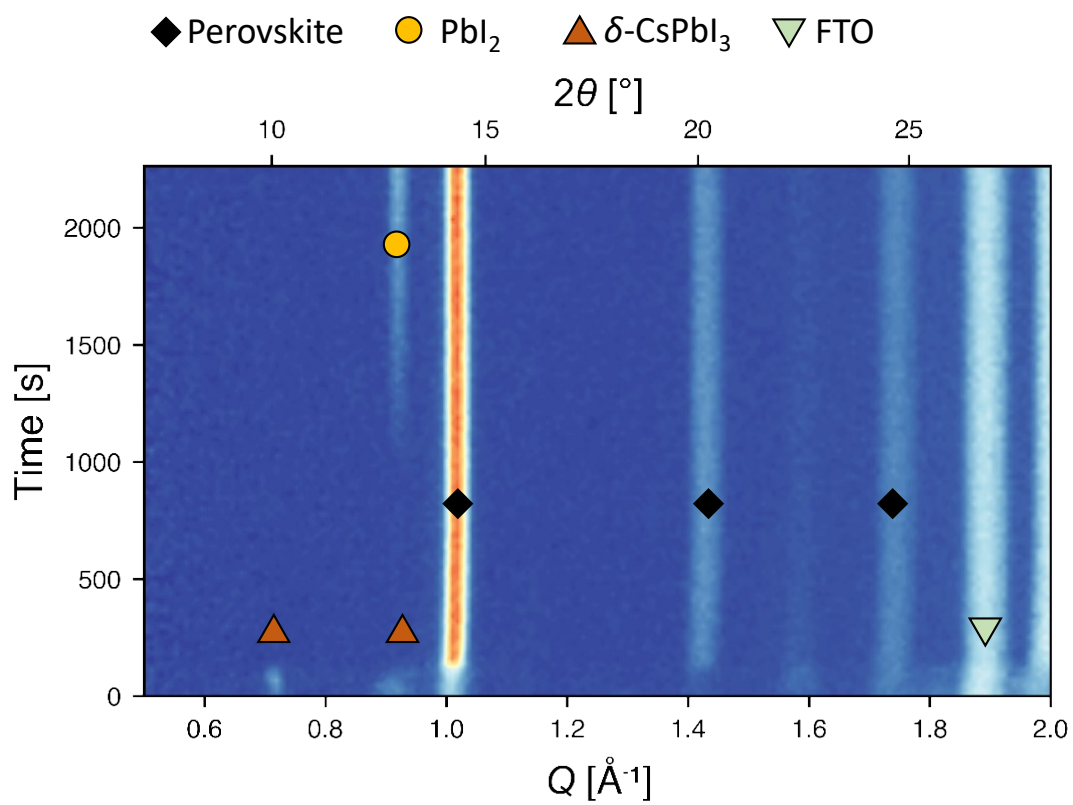 Perovskite PbI₂ δ-CsPbI₃ FTO
2θ [°]
10 15 20 25
2000
1500
1000
500
0
Time [s]
0.6 0.8 1.0 1.2 1.4 1.6 1.8 2.0
Q [Å⁻¹]